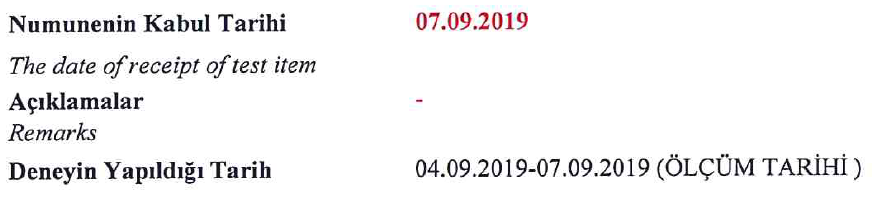 Numunenin Kabul Tarihi 07.09.2019
The date of receipt of test item
Açıklamalar -
Remarks
Deneyin Yapıldığı Tarih 04.09.2019-07.09.2019 (ÖLÇÜM TARİHİ )